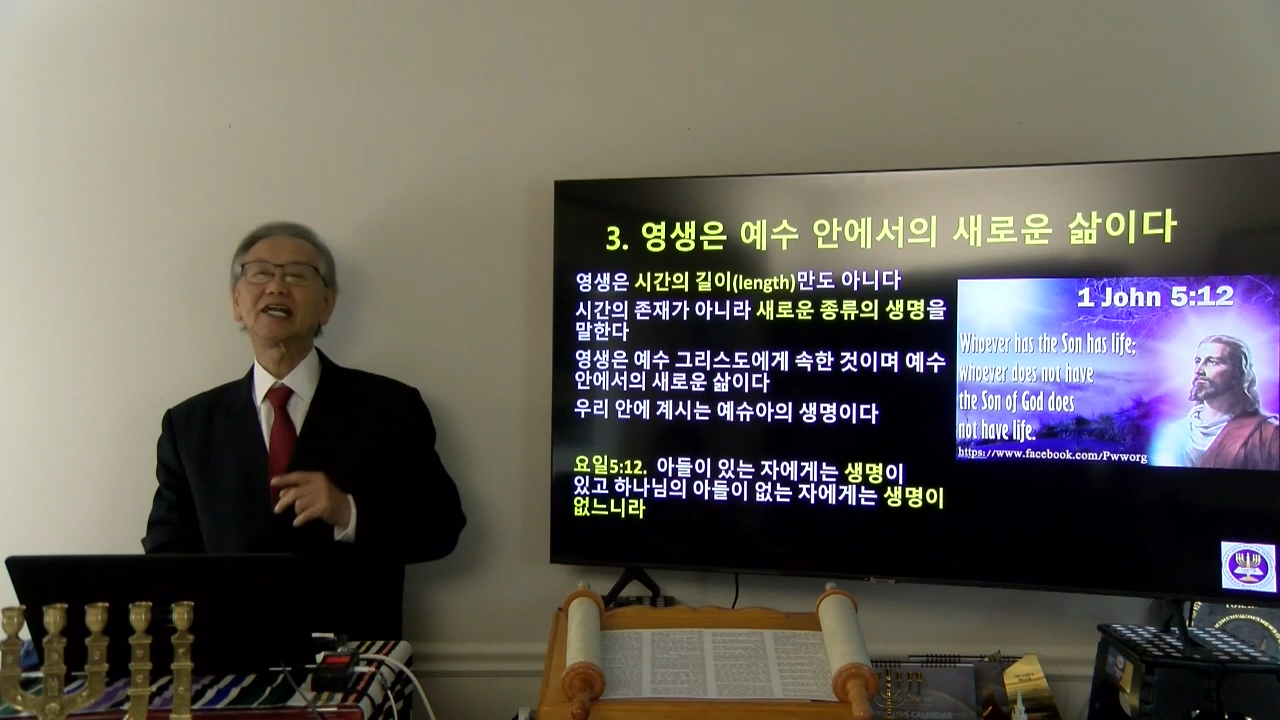 3. 영생은 예수 안에서의 새로운 삶이다
영생은 시간의 길이(length)만도 아니다
시간의 존재가 아니라 새로운 종류의 생명을
말한다
영생은 예수 그리스도에게 속한 것이며 예수
안에서의 새로운 삶이다
우리 안에 계시는 예슈아의 생명이다
요일5:12. 아들이 있는 자에게는 생명이
있고 하나님의 아들이 없는 자에게는 생명이
없느니라
1 John 5:12
Whoever has the Son has life;
whoever does not have
the Son of God does
not have life.
https://www.facebook.com/Pwworg
CALENDAR